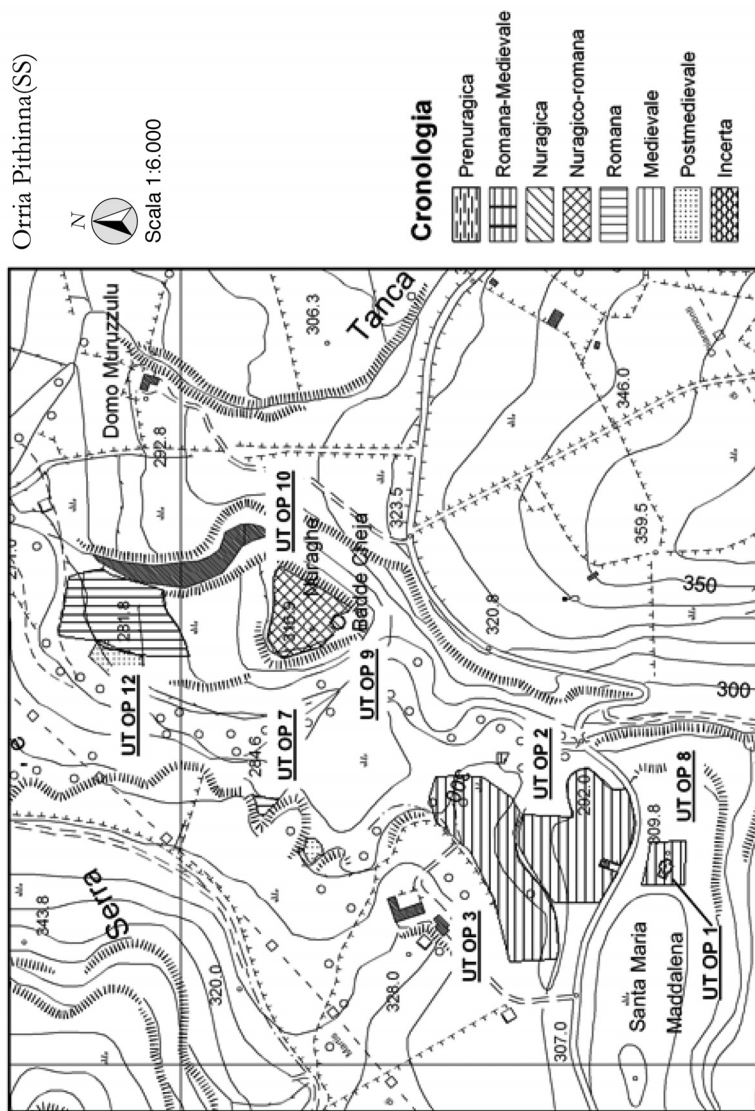 Orria Pithinna(SS)
N
Scala 1:6.000
Cronologia
Prenuragica
Romana-Medievale
Nuragica
Nuragico-romana
Romana
Medievale
Postmedievale
Incerta
Domo Muruzzulu
292.8
306.3
Tanca
UT OP 10
281.8
UT OP 12
Nuraghe
Badde Cheja
UT OP 9
323.5
284.6
UT OP 7
Serra
343.8
320.0
328.0
UT OP 3
300
UT OP 2
292.0
320.8
346.0
359.5
350
300
UT OP 8
309.8
UT OP 1
Santa Maria
Maddalena
307.0